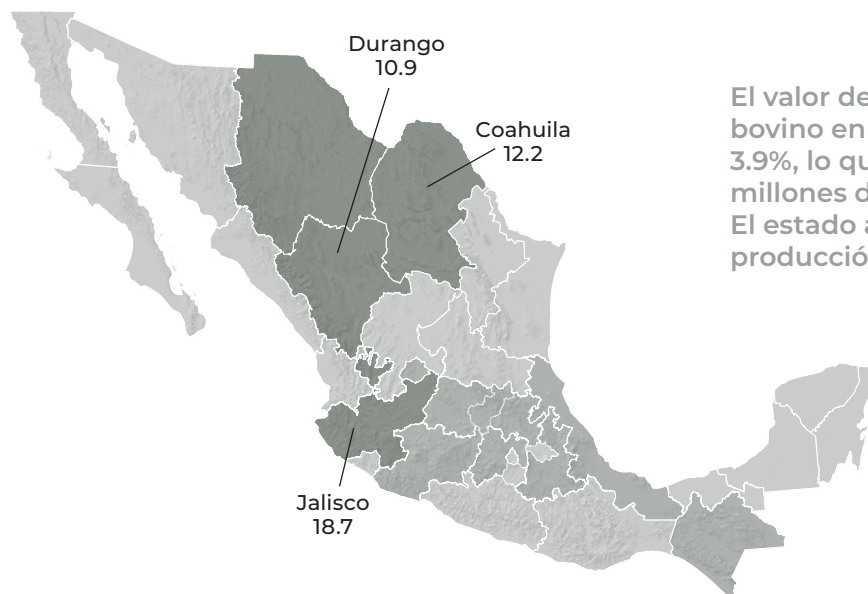 Durango
10.9
Coahuila
12.2
El valor de
bovino en
3.9%, lo qu
millones d
El estado a
producció
Jalisco
18.7